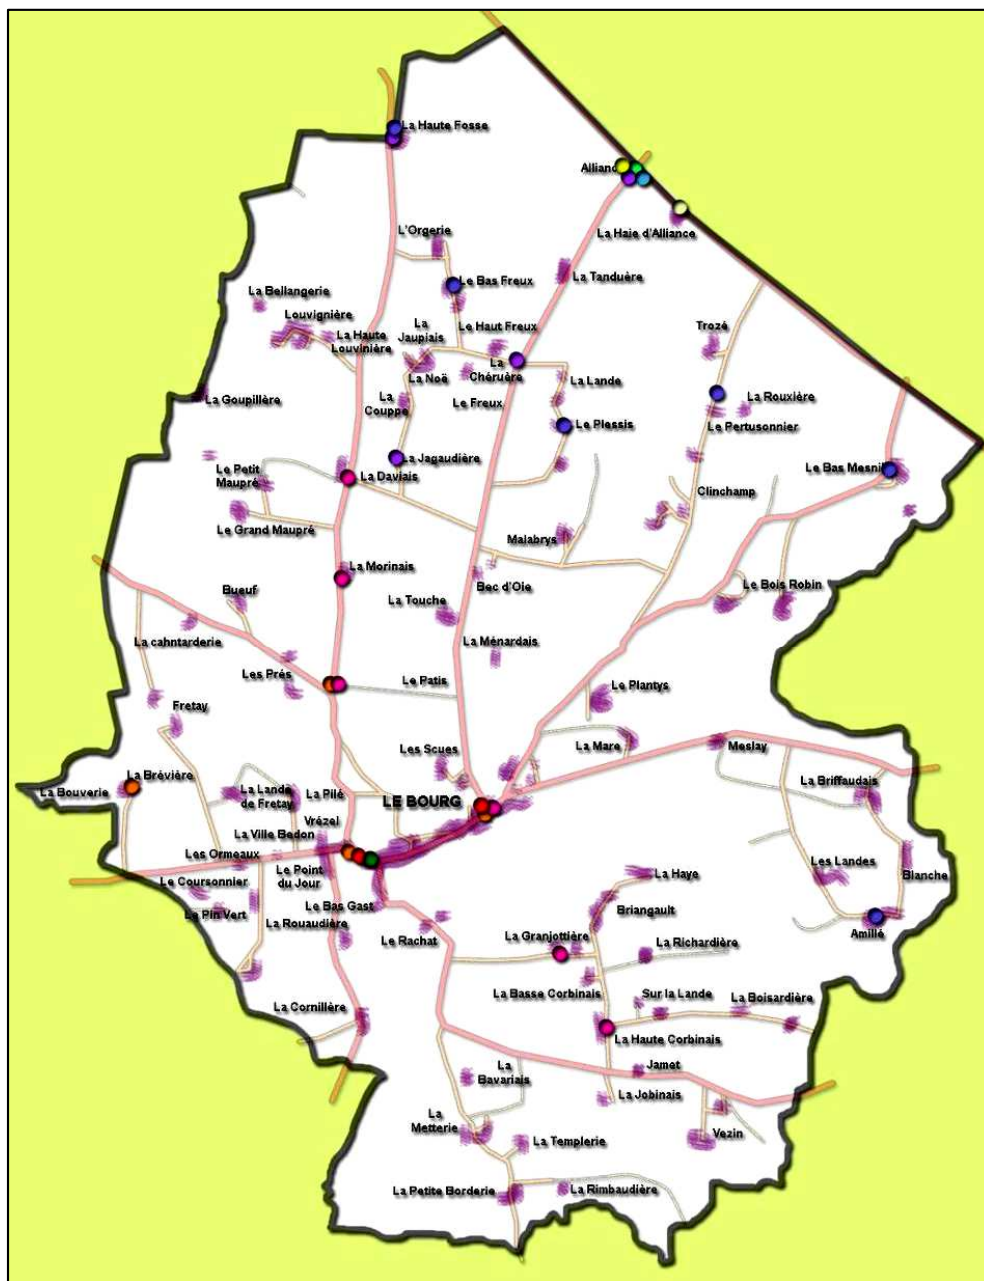 La Haute Fosse
Allianc
La Haie d'Alliance
L'Orgerie
La Tanduère
Le Bas Freux
La Bellangerie
Louvignière
La Haute
Louvinière
La
Jaupiais
Le Haut Freux
Trozé
La
Chéruère
La Noë
La Lande
La Goupillère
La
Couppe
Le Freux
La Rouxière
Le Pertusonnier
Le Plessis
La Jagaudière
Le Bas Mesnil
Le Petit
Maupré
La Daviais
Clinchamp
Le Grand Maupré
Malabrys
La Morinais
Bec d'Oie
Le Bois Robin
Bueuf
La Touche
La cahntarderie
La Ménardais
Les Prés
Le Patis
Le Plantys
Fretay
Les Scues
La Mare
Meslay
La Brévière
La Bouverie
La Lande
de Fretay
La Pilé
LE BOURG
La Briffaudais
Vrézel
La Ville Bedon
Les Ormeaux
Le Point
du Jour
Les Landes
Blanche
Le Coursonnier
La Haye
Le Pin Vert
Le Bas Gast
Briangault
La Rouaudière
Le Rachat
La Granjottière
La Richardière
Amillé
La Basse Corbinais
Sur la Lande
La Boisardière
La Cornillère
La Haute Corbinais
La
Bavariais
Jamet
La Jobinais
La
Metterie
La Templerie
Vezin
La Petite Borderie
La Rimbaudière